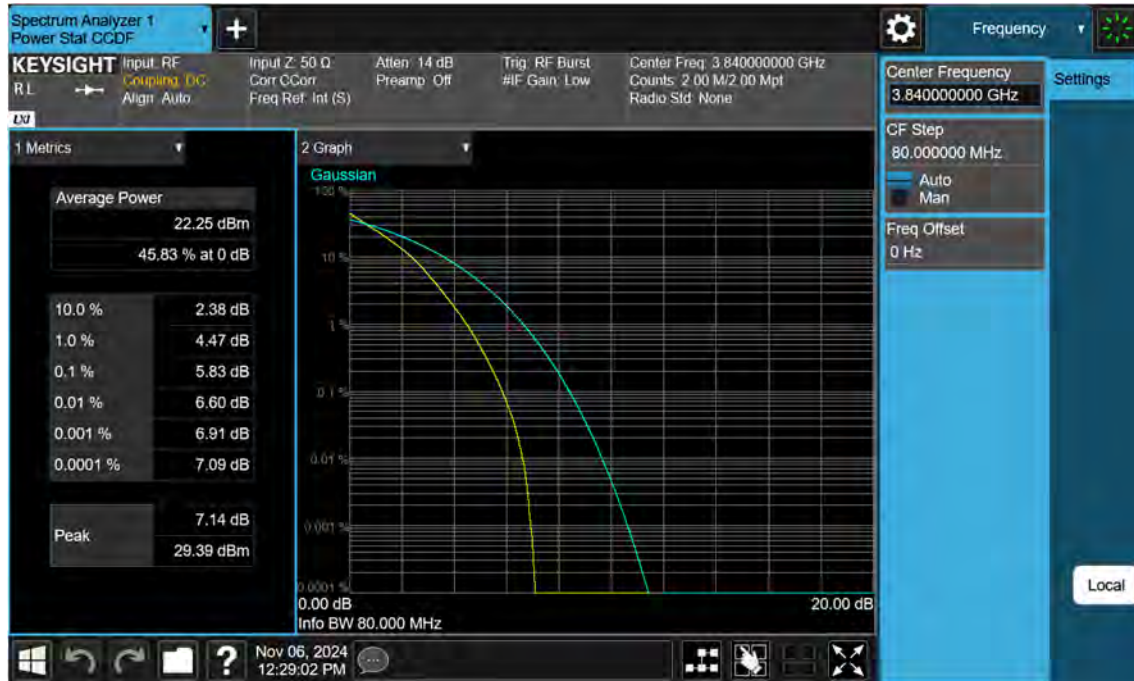 Spectrum Analyzer 1
Power Stat CCDF
Frequency
KEYSIGHT
RL
LXI
Input: RF
Coupling: DC
Align: Auto
Input Z: 50 Ω
Corr CCorr
Freq Ref: Int (S)
Atten: 14 dB
Preamp: Off
Trig: RF Burst
#IF Gain: Low
Center Freq: 3.840000000 GHz
Counts: 2.00 M/2.00 Mpt
Radio Std: None
Center Frequency
3.840000000 GHz
Settings
CF Step
80.000000 MHz
Auto
Man
Freq Offset
0 Hz
1 Metrics
Average Power
22.25 dBm
45.83 % at 0 dB
10.0 % 2.38 dB
1.0 % 4.47 dB
0.1 % 5.83 dB
0.01 % 6.60 dB
0.001 % 6.91 dB
0.0001 % 7.09 dB
Peak
7.14 dB
29.39 dBm
2 Graph
Gaussian
100 %
10 %
1 %
0.1 %
0.01 %
0.001 %
0.0001 %
0.00 dB 20.00 dB
Info BW 80.000 MHz
Local
?
Nov 06, 2024
12:29:02 PM